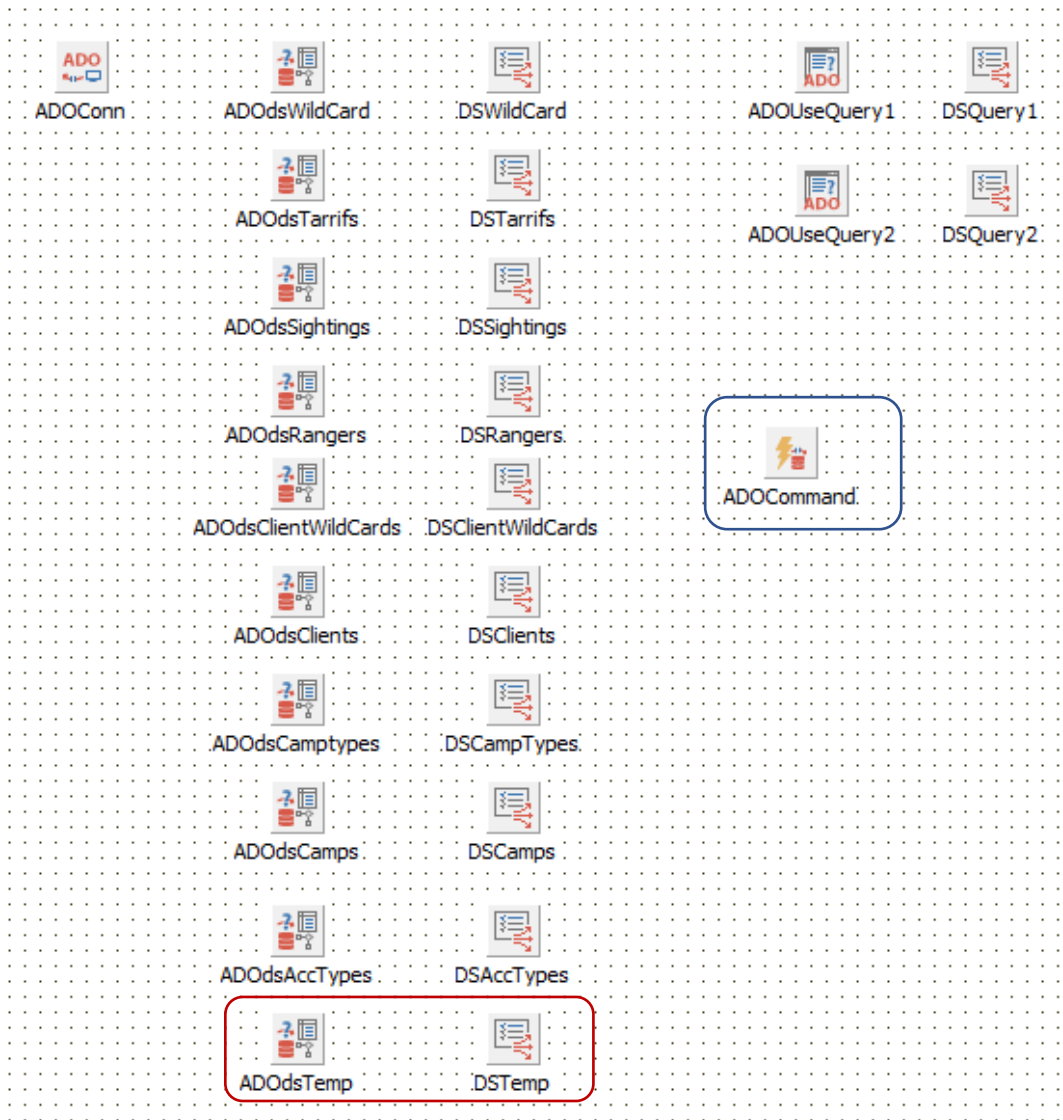 ADO
ADOConn
ADOdsWildCard
DSWildCard
ADO
ADOUseQuery1
DSQuery1
ADOdsTarrifs
DSTarrifs
ADO
ADOUseQuery2
DSQuery2
ADOdsSightings
DSSightings
ADOdsRangers
DSRangers
ADOCommand
ADOdsClientWildCards
DSClientWildCards
ADOdsClients
DSClients
ADOdsCamptypes
DSCampTypes
ADOdsCamps
DSCamps
ADOdsAccTypes
DSAccTypes
ADOdsTemp
DSTemp